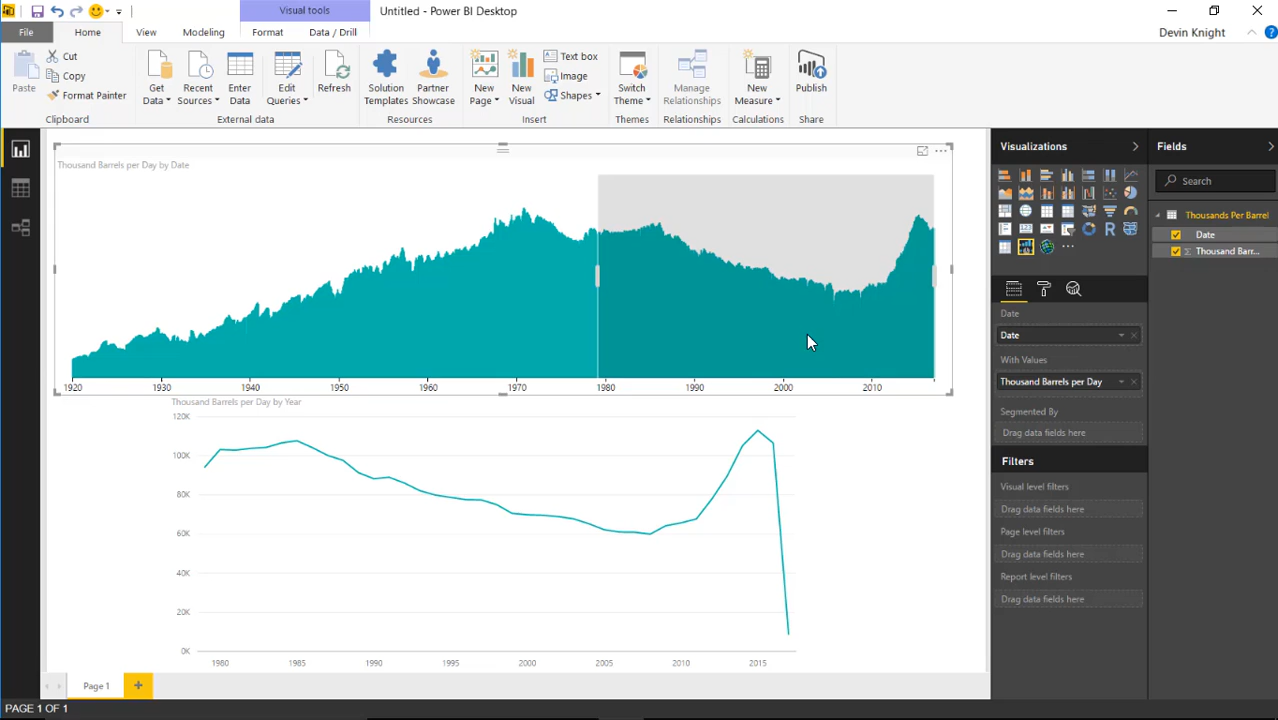 Visual tools
Untitled - Power BI Desktop
File
Home
View
Modeling
Format
Data / Drill
Devin Knight
?
Paste
Cut
Copy
Format Painter
Clipboard
Get Data
Recent Sources
Enter Data
Edit Queries
Refresh
External data
Solution Templates
Partner Showcase
Resources
New Page
New Visual
Text box
Image
Shapes
Insert
Switch Theme
Themes
Manage Relationships
Relationships
New Measure
Calculations
Publish
Share
Thousand Barrels per Day by Date
1920 1930 1940 1950 1960 1970 1980 1990 2000 2010
Thousand Barrels per Day by Year
120K
100K
80K
60K
40K
20K
0K
1980 1985 1990 1995 2000 2005 2010 2015
Visualizations
R
Date
Date
With Values
Thousand Barrels per Day
Segmented By
Drag data fields here
Filters
Visual level filters
Drag data fields here
Page level filters
Drag data fields here
Report level filters
Drag data fields here
Fields
Search
Thousands Per Barrel
Date
Σ Thousand Barr...
Page 1
PAGE 1 OF 1